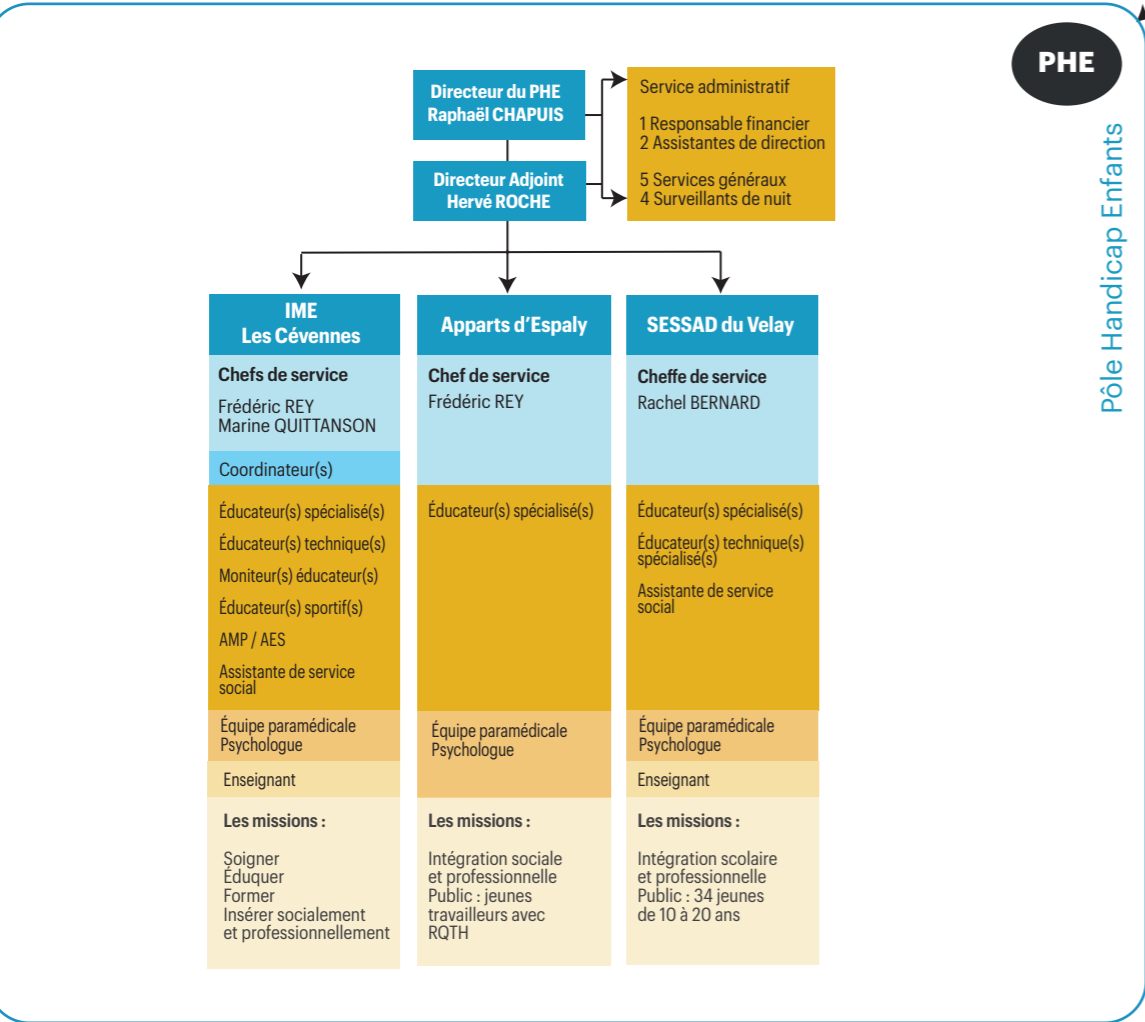 PHE
Pôle Handicap Enfants
Directeur du PHE
Raphaël CHAPUIS
Service administratif
1 Responsable financier
2 Assistantes de direction
5 Services généraux
4 Surveillants de nuit
Directeur Adjoint
Hervé ROCHE
IME
Les Cévennes
Chefs de service
Frédéric REY
Marine QUITTANSON
Coordinateur(s)
Éducateur(s) spécialisé(s)
Éducateur(s) technique(s)
Moniteur(s) éducateur(s)
Éducateur(s) sportif(s)
AMP / AES
Assistante de service
social
Équipe paramédicale
Psychologue
Enseignant
Les missions :
Soigner
Éduquer
Former
Insérer socialement
et professionnellement
Apparts d'Espaly
Chef de service
Frédéric REY
Éducateur(s) spécialisé(s)
Équipe paramédicale
Psychologue
Les missions :
Intégration sociale
et professionnelle
Public : jeunes
travailleurs avec
RQTH
SESSAD du Velay
Cheffe de service
Rachel BERNARD
Éducateur(s) spécialisé(s)
Éducateur(s) technique(s)
spécialisé(s)
Assistante de service
social
Équipe paramédicale
Psychologue
Enseignant
Les missions :
Intégration scolaire
et professionnelle
Public : 34 jeunes
de 10 à 20 ans